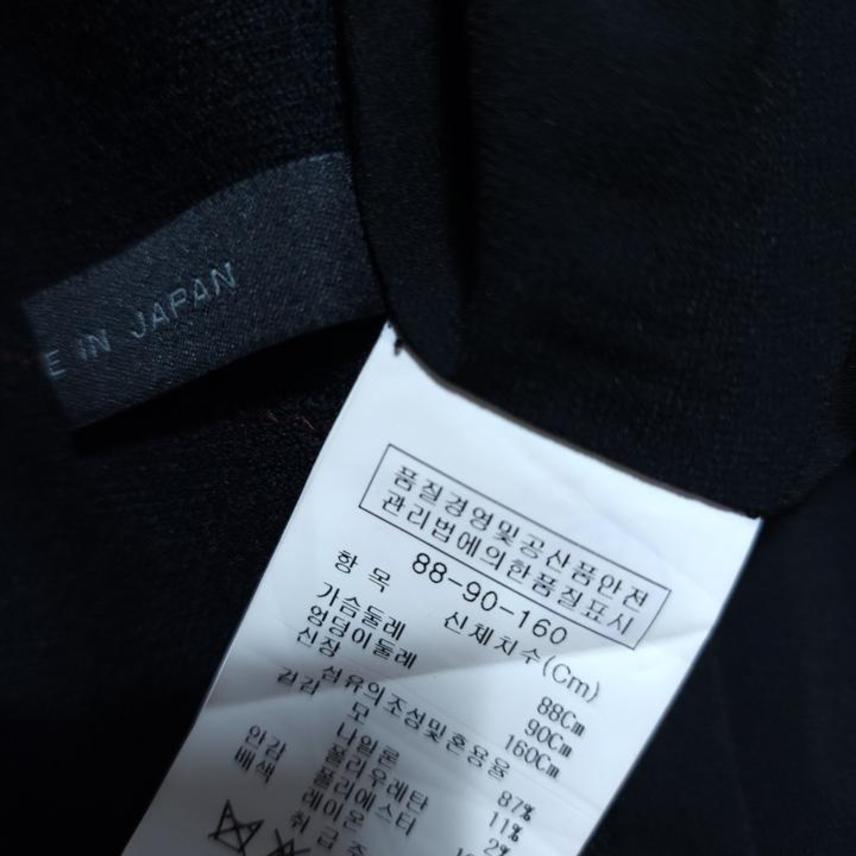 E IN JAPAN
품질경영및공산품안전
관리법에의한품질표시
88-90-160
항 목 신체치수(Cm)
가슴둘레 88Cm
엉덩이둘레 90Cm
신장 160Cm
섬유의조성및혼용율
겉감 모 87%
나일론 11%
폴리우레탄 2%
안감 폴리에스터
배색 레이온
취급주